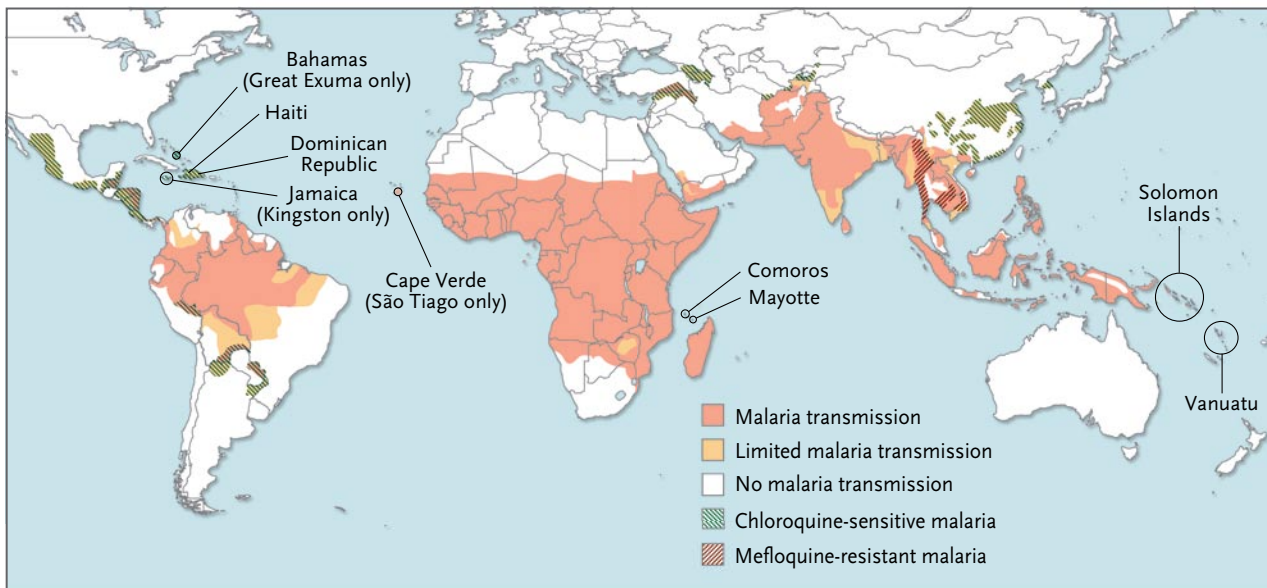 Bahamas
(Great Exuma only)
Haiti
Dominican
Republic
Jamaica
(Kingston only)
Cape Verde
(São Tiago only)
Comoros
Mayotte
Solomon
Islands
Vanuatu
Malaria transmission
Limited malaria transmission
No malaria transmission
Chloroquine-sensitive malaria
Mefloquine-resistant malaria